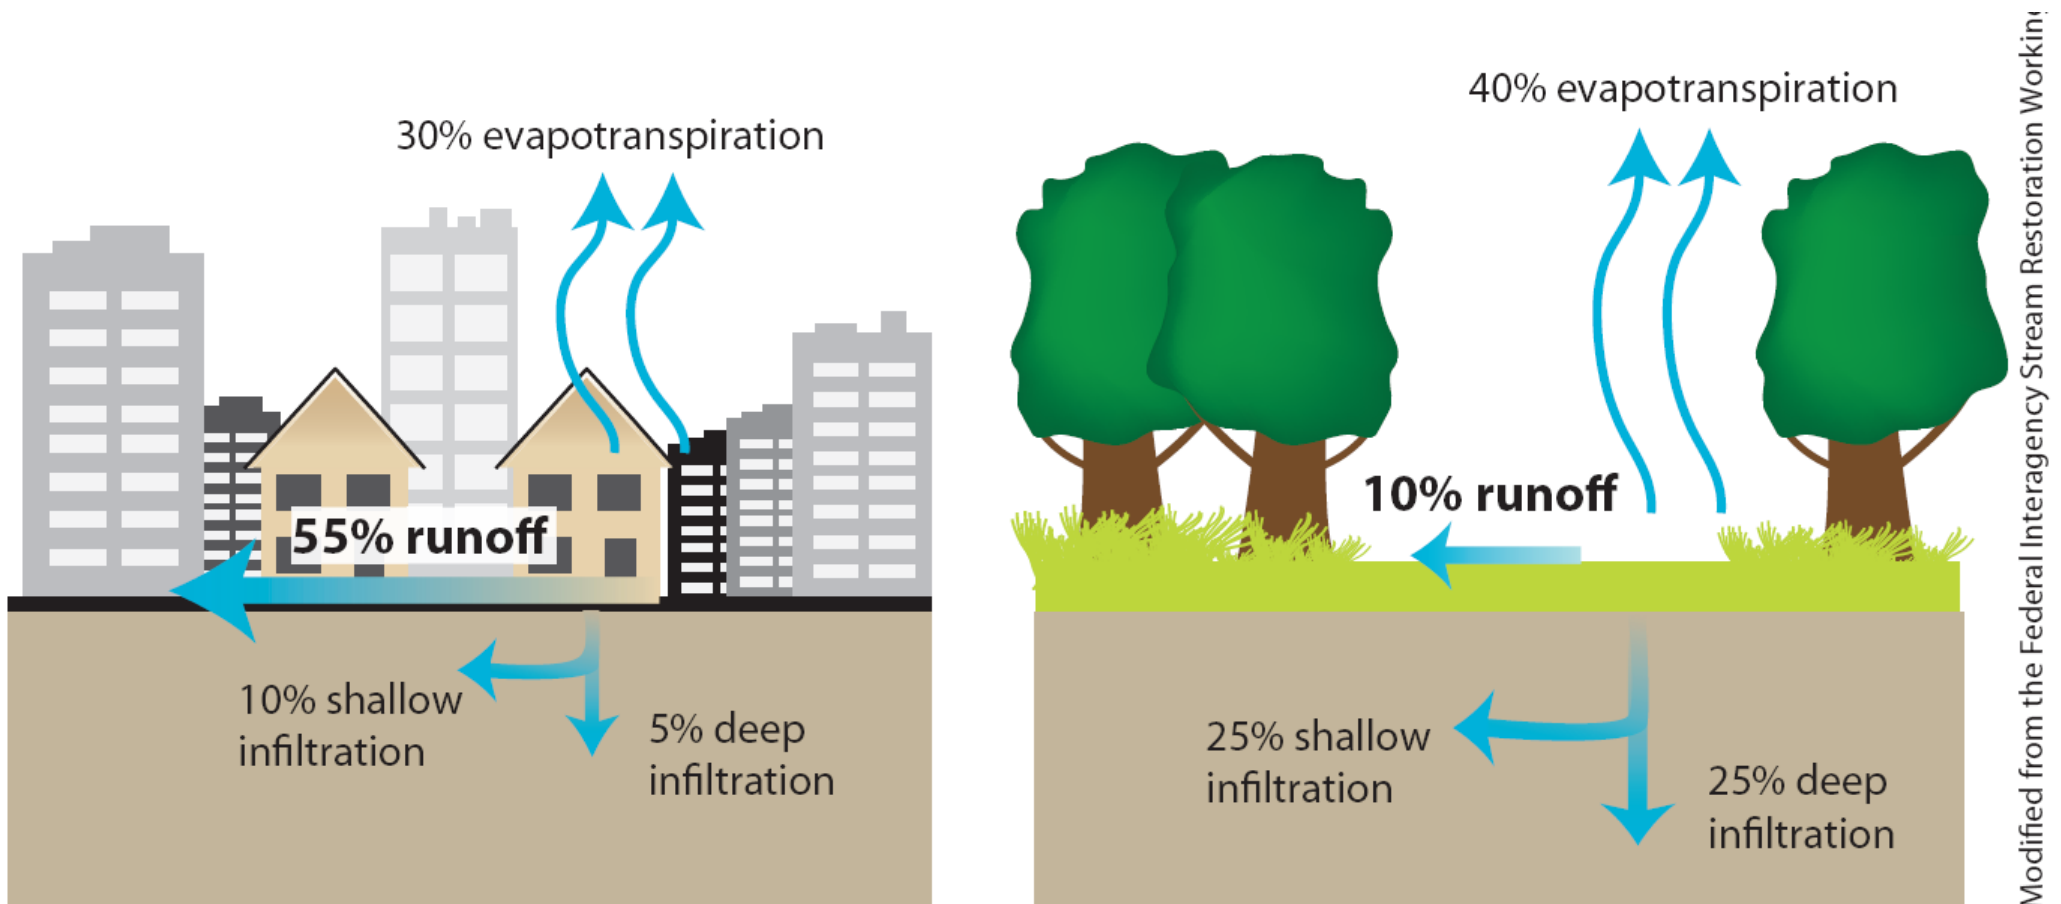 30% evapotranspiration
55% runoff
10% shallow
infiltration
5% deep
infiltration
40% evapotranspiration
10% runoff
25% shallow
infiltration
25% deep
infiltration
Modified from the Federal Interagency Stream Restoration Working